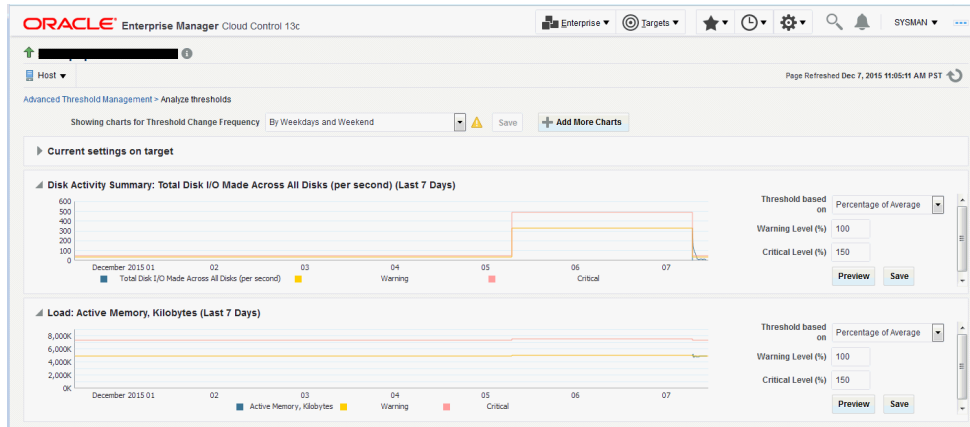 ORACLE® Enterprise Manager Cloud Control 13c
Enterprise
Targets
SYSMAN
Host
Page Refreshed Dec 7, 2015 11:05:11 AM PST
Advanced Threshold Management > Analyze thresholds
Showing charts for Threshold Change Frequency By Weekdays and Weekend Save Add More Charts
Current settings on target
Disk Activity Summary: Total Disk I/O Made Across All Disks (per second) (Last 7 Days)
600
500
400
300
200
100
0
December 2015 01 02 03 04 05 06 07
Total Disk I/O Made Across All Disks (per second) Warning Critical
Threshold based on Percentage of Average
Warning Level (%) 100
Critical Level (%) 150
Preview Save
Load: Active Memory, Kilobytes (Last 7 Days)
8,000K
6,000K
4,000K
2,000K
0K
December 2015 01 02 03 04 05 06 07
Active Memory, Kilobytes Warning Critical
Threshold based on Percentage of Average
Warning Level (%) 100
Critical Level (%) 150
Preview Save